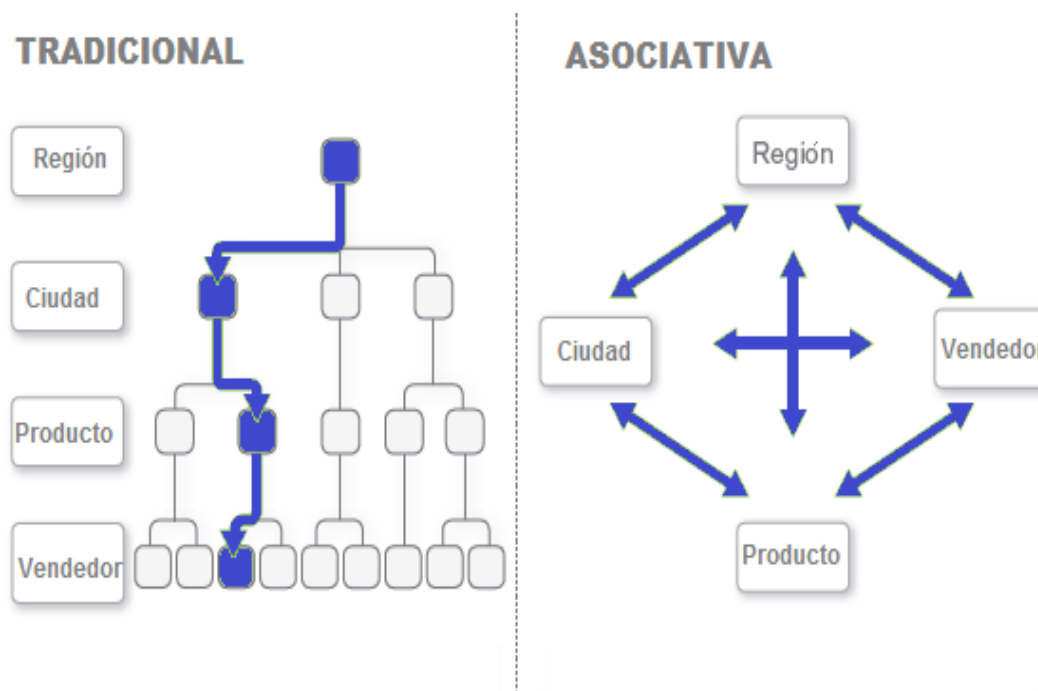 TRADICIONAL
Región
Ciudad
Producto
Vendedor
ASOCIATIVA
Región
Ciudad
Vendedor
Producto